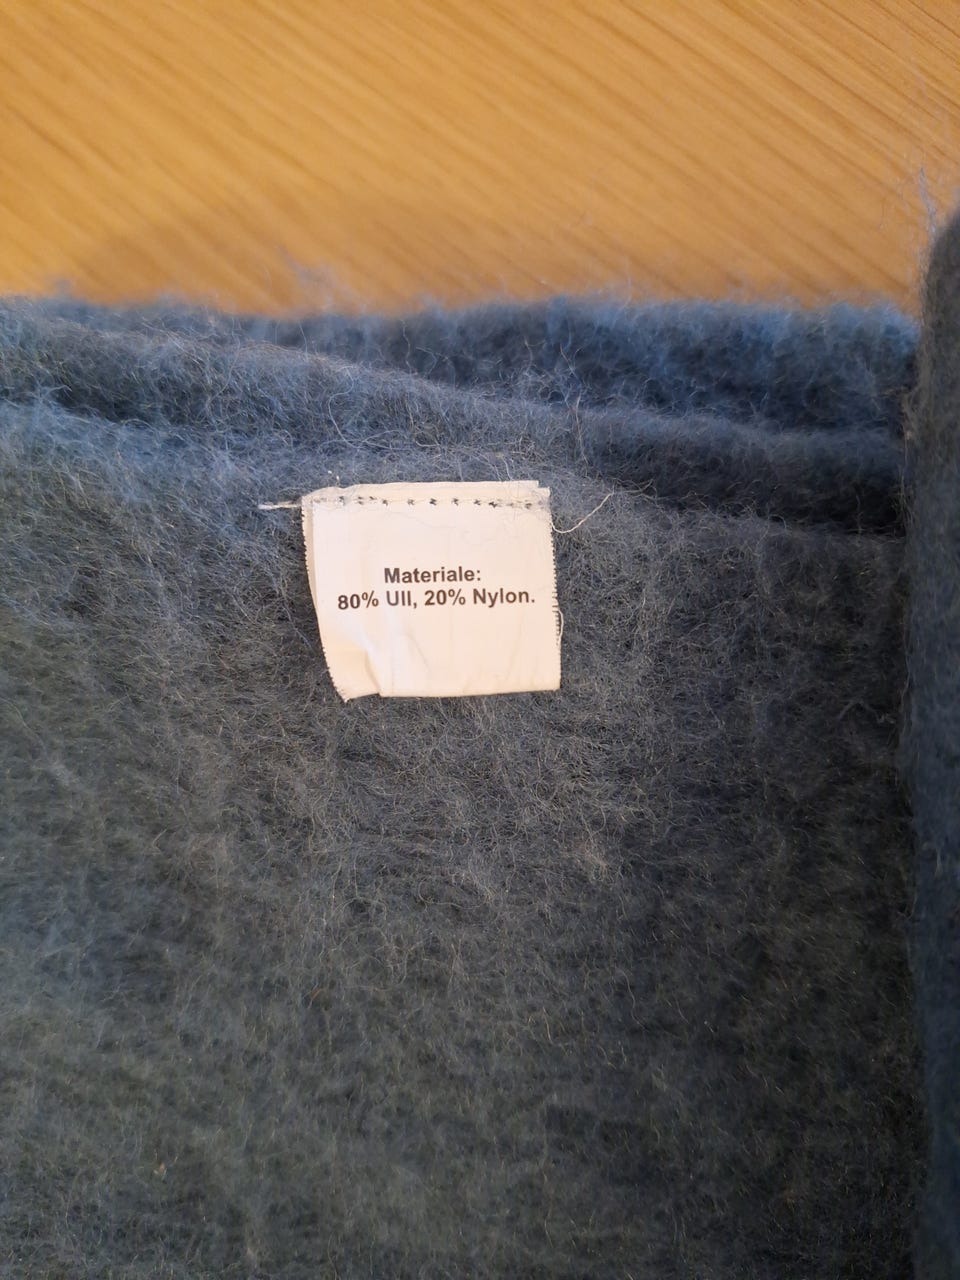 Materiale:
80% Ull, 20% Nylon.